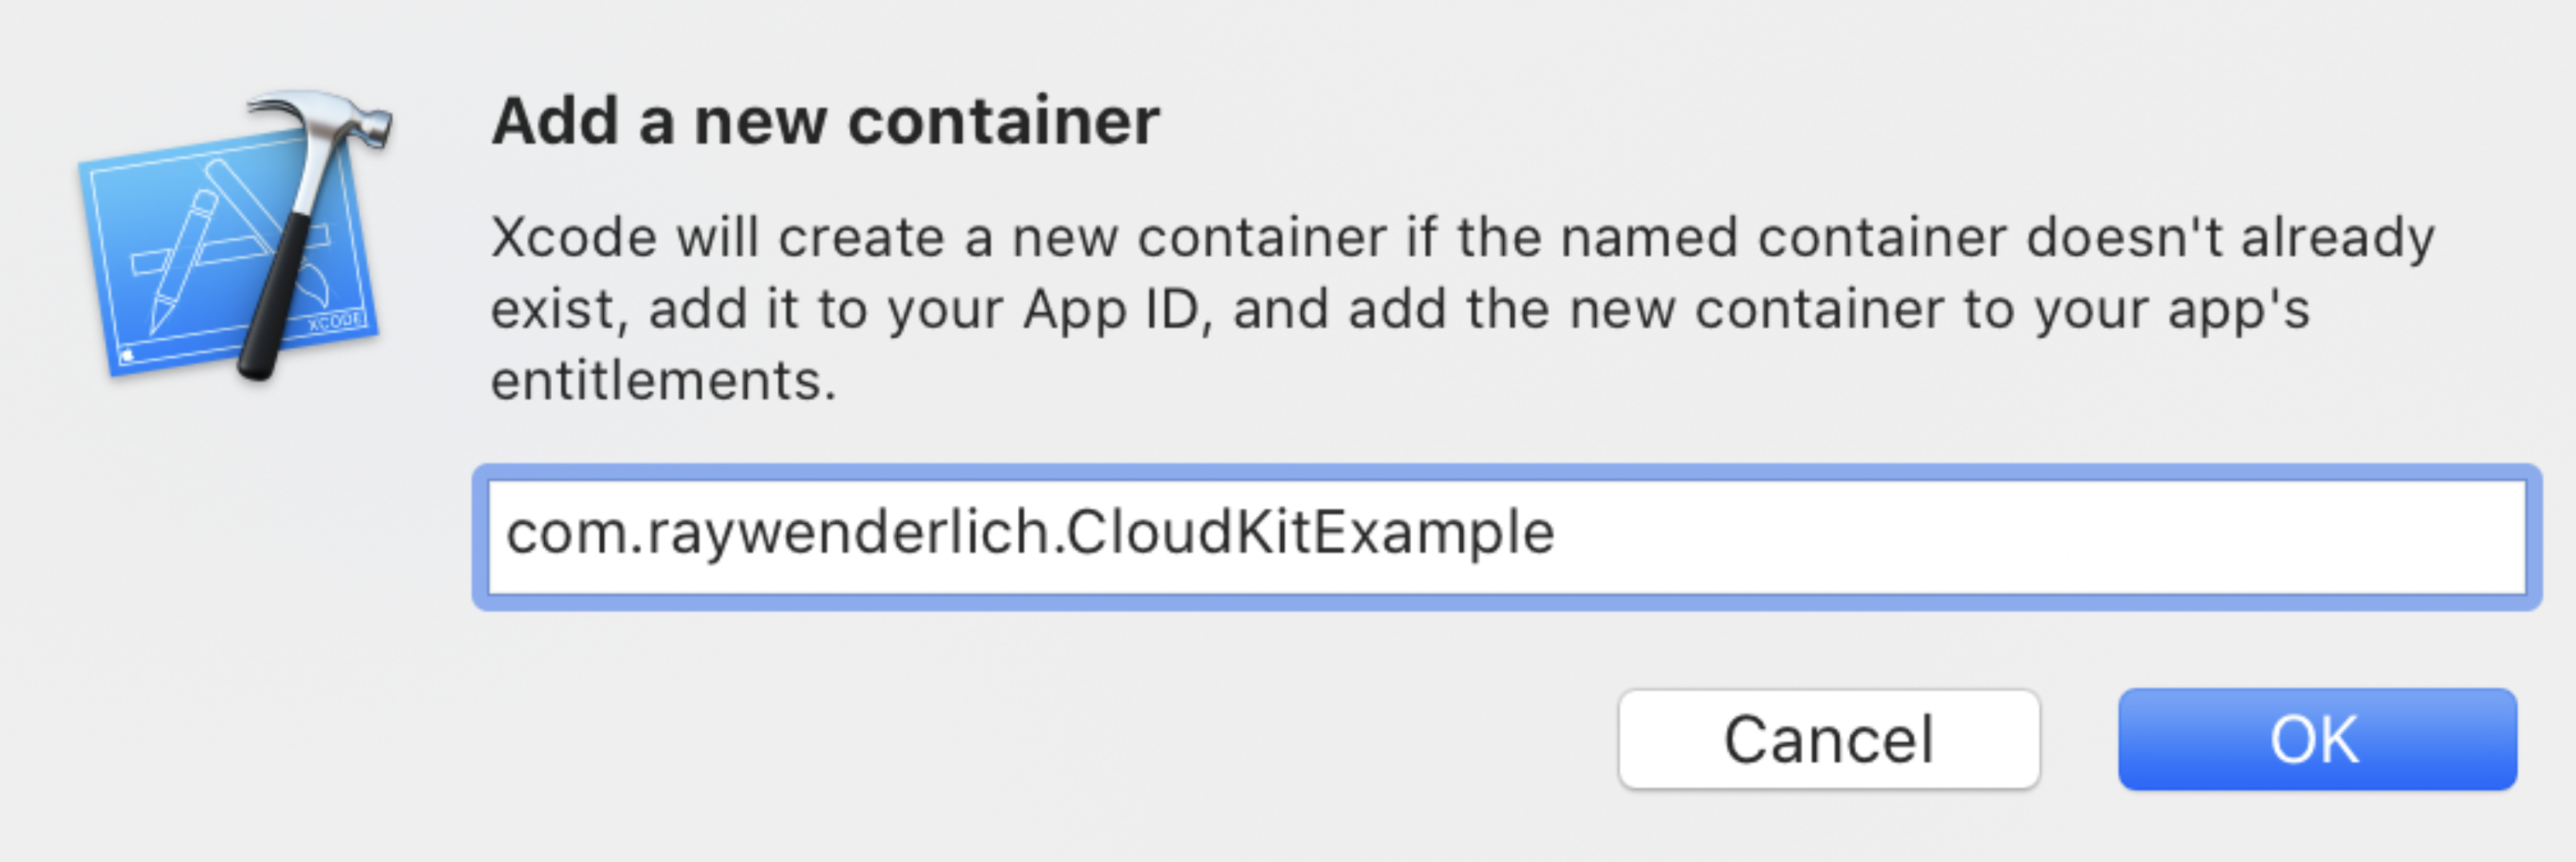 Add a new container
Xcode will create a new container if the named container doesn't already
exist, add it to your App ID, and add the new container to your app's
entitlements.
XCODE
com.raywenderlich.CloudKitExample
Cancel
OK